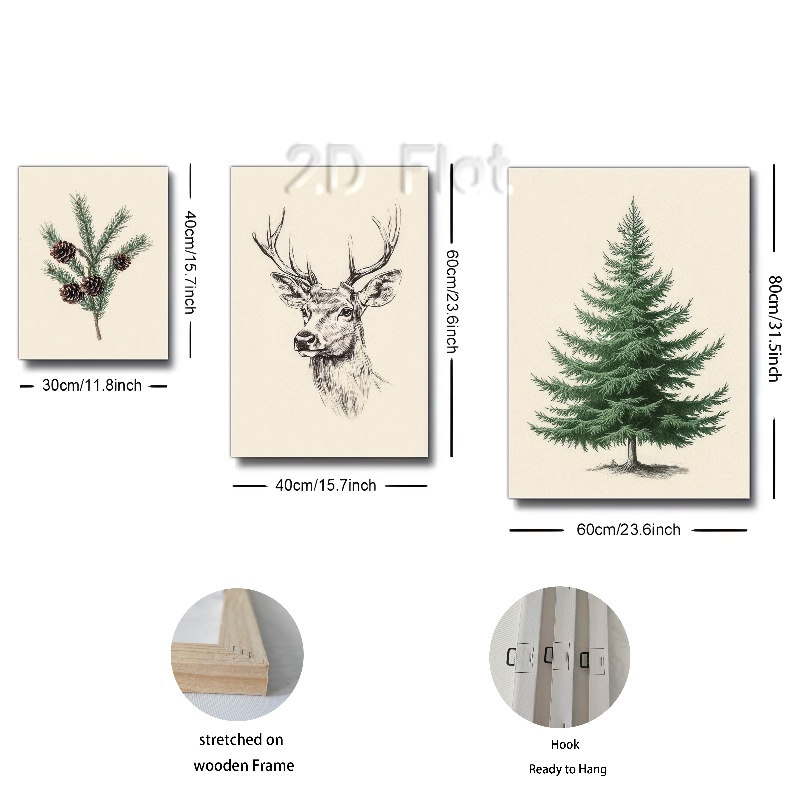 2D Flat
40cm/15.7inch
30cm/11.8inch
60cm/23.6inch
40cm/15.7inch
80cm/31.5inch
60cm/23.6inch
stretched on
wooden Frame
Hook
Ready to Hang